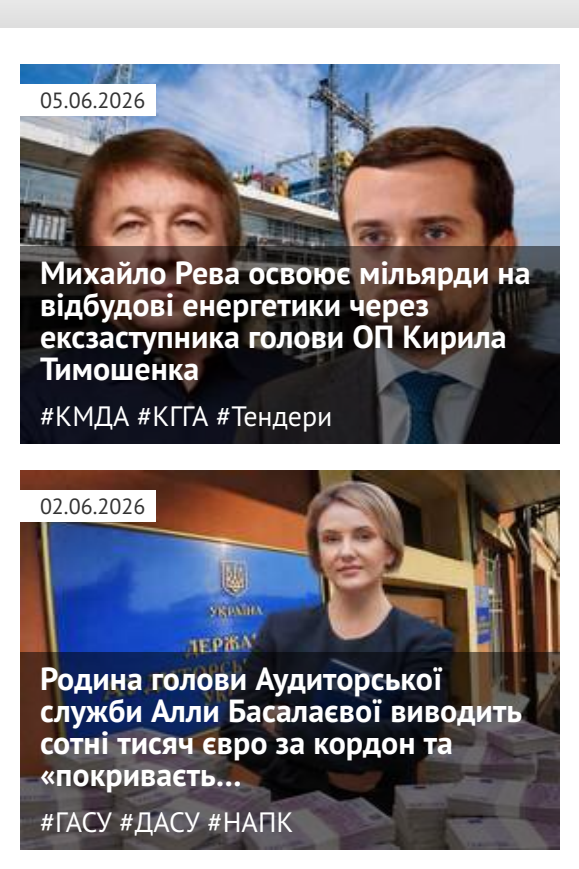 05.06.2026
Михайло Рева освоює мільярди на
відбудові енергетики через
ексзаступника голови ОП Кирила
Тимошенка
#КМДА #КГГА #Тендери
02.06.2026
УКРАЇНА
ДЕРЖА
Родина голови Аудиторської
служби Алли Басалаєвої виводить
сотні тисяч євро за кордон та
«покриваєть...
#ГАСУ #ДАСУ #НАПК